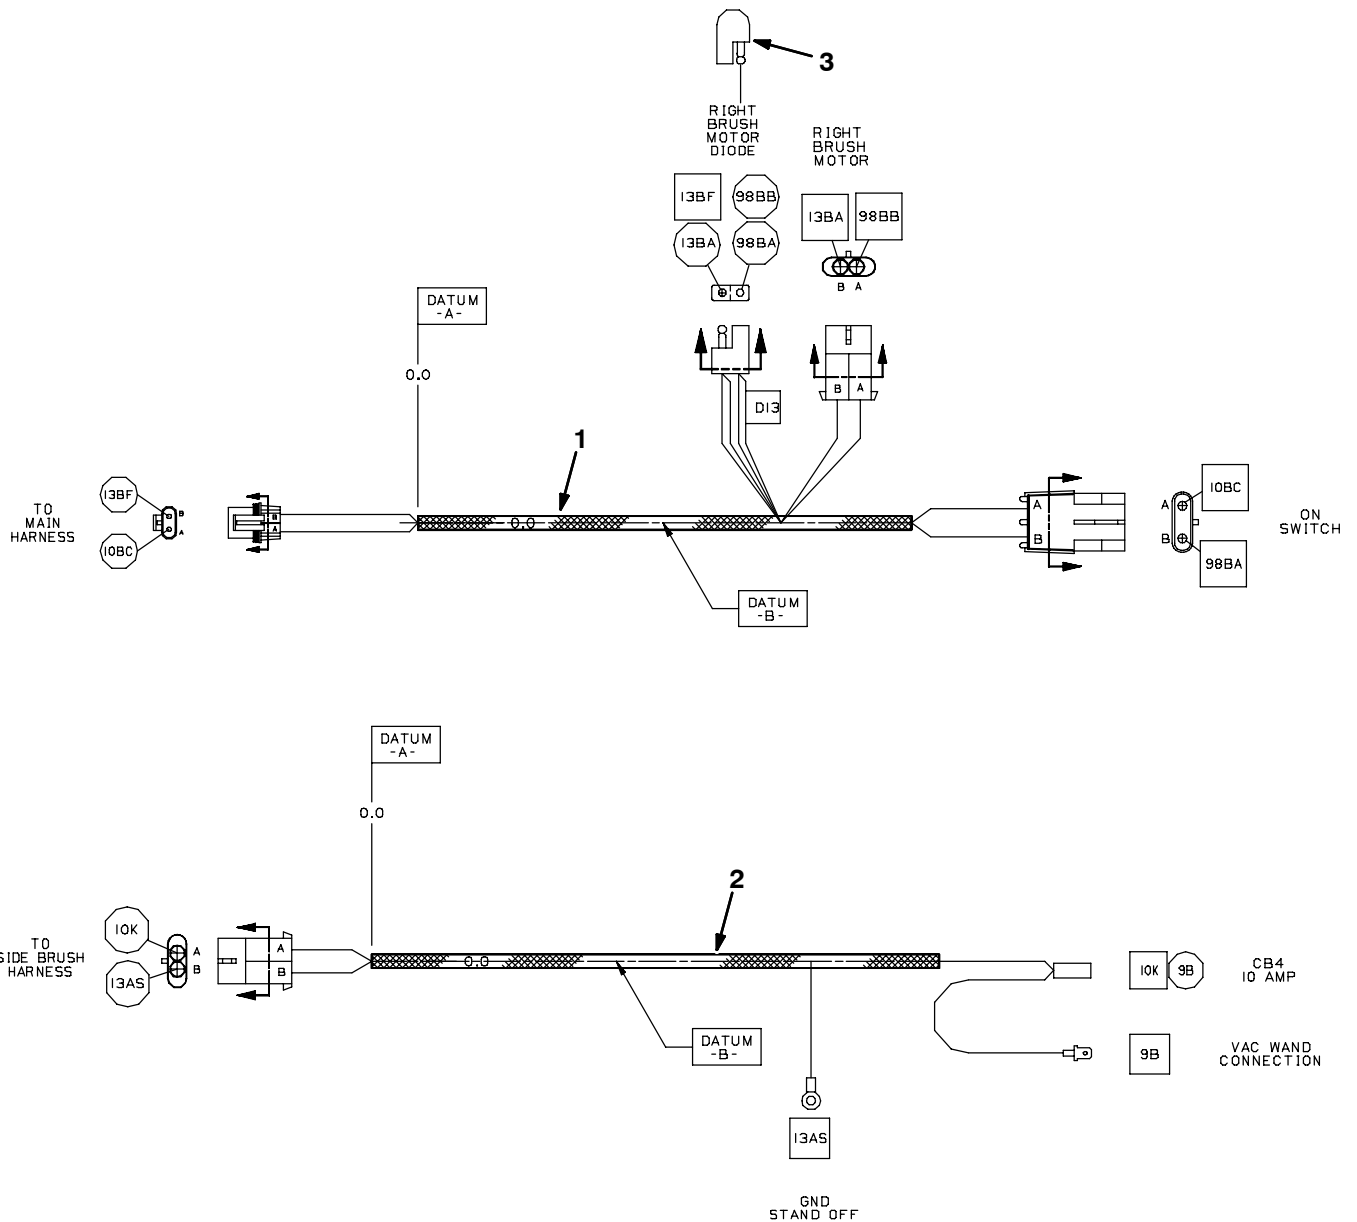 3
RIGHT
BRUSH
MOTOR
DIODE
RIGHT
BRUSH
MOTOR
13BF
98BB
13BA
98BA
13BA
98BB
B A
DATUM
-A-
0.0
B A
D13
1
TO
MAIN
HARNESS
13BF
10BC
B
A
B
A
0.0
A
B
A
B
10BC
98BA
ON
SWITCH
DATUM
-B-
DATUM
-A-
0.0
2
TO
SIDE BRUSH
HARNESS
10K
13AS
A
B
A
B
0.0
10K
9B
CB4
10 AMP
DATUM
-B-
9B
VAC WAND
CONNECTION
13AS
GND
STAND OFF